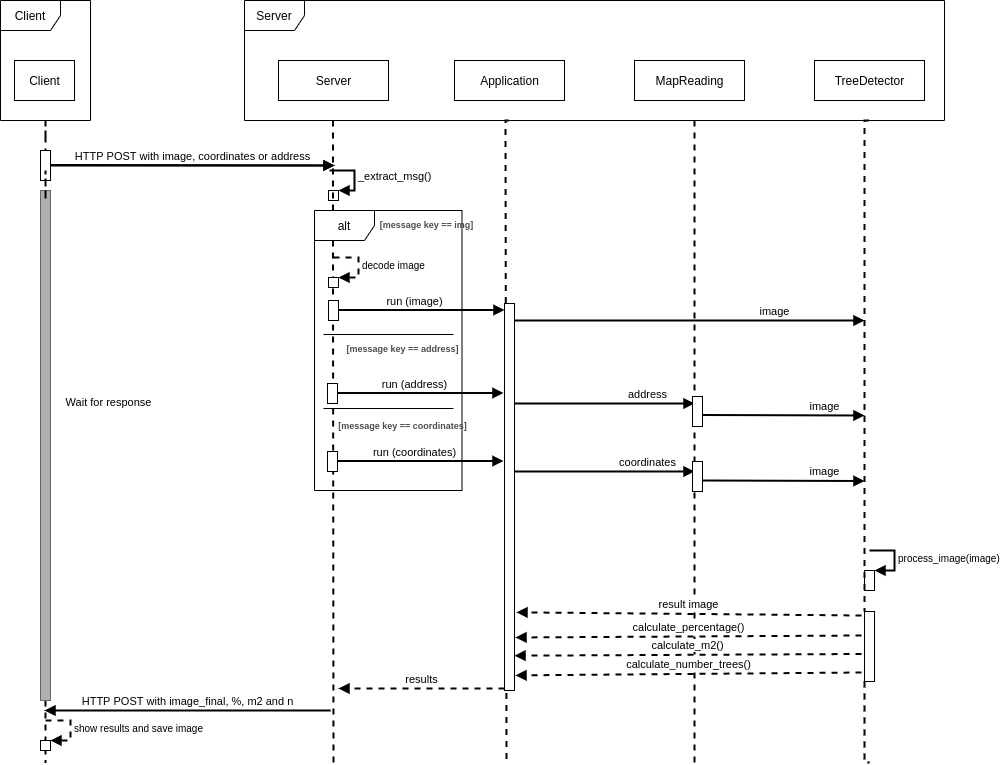 Client
Server
Client
Server
Application
MapReading
TreeDetector
HTTP POST with image, coordinates or address
_extract_msg()
alt
[message key == img]
decode image
run (image)
image
[message key == address]
run (address)
address
image
Wait for response
[message key == coordinates]
run (coordinates)
coordinates
image
process_image(image)
result image
calculate_percentage()
calculate_m2()
calculate_number_trees()
results
HTTP POST with image_final, %, m2 and n
show results and save image